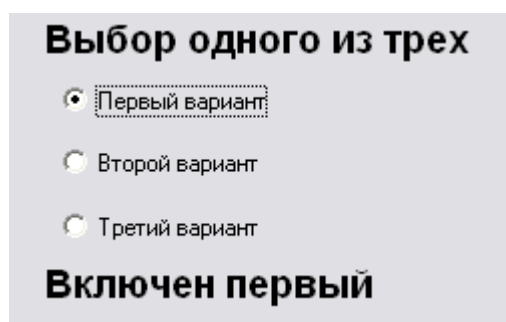 Выбор одного из трех
Первый вариант
Второй вариант
Третий вариант
Включен первый